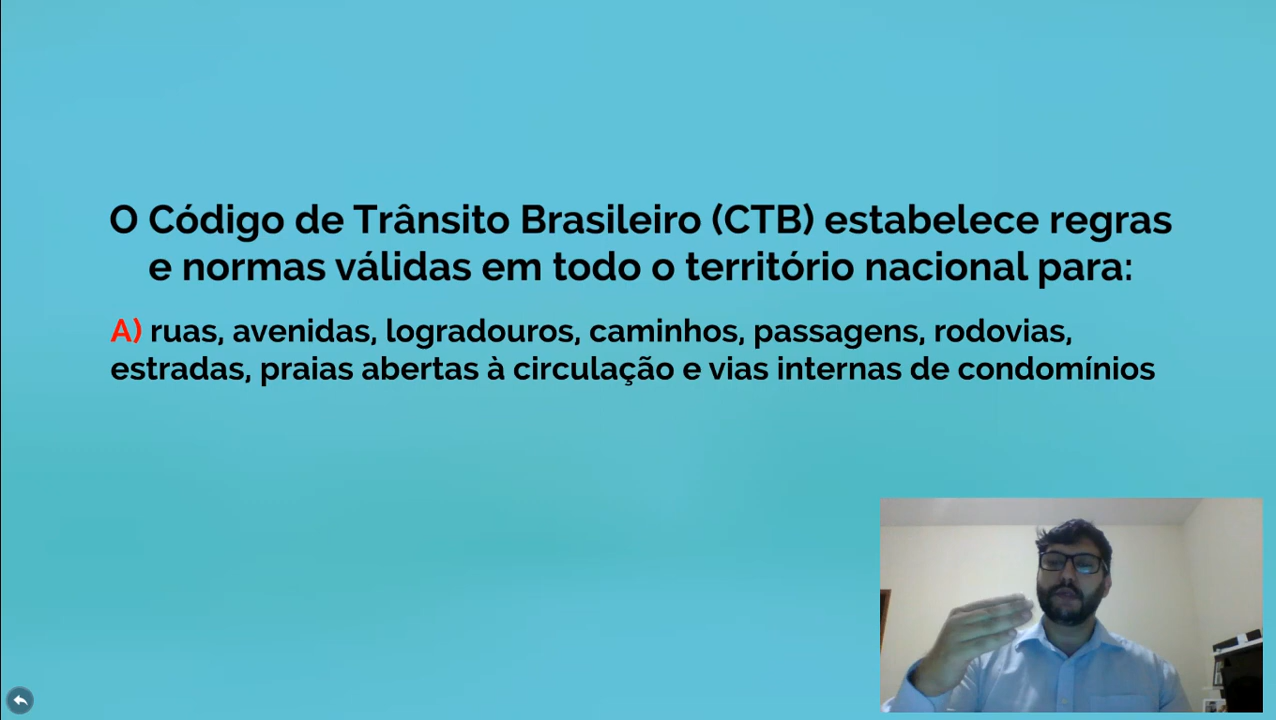 O Código de Trânsito Brasileiro (CTB) estabelece regras
e normas válidas em todo o território nacional para:
A) ruas, avenidas, logradouros, caminhos, passagens, rodovias,
estradas, praias abertas à circulação e vias internas de condomínios